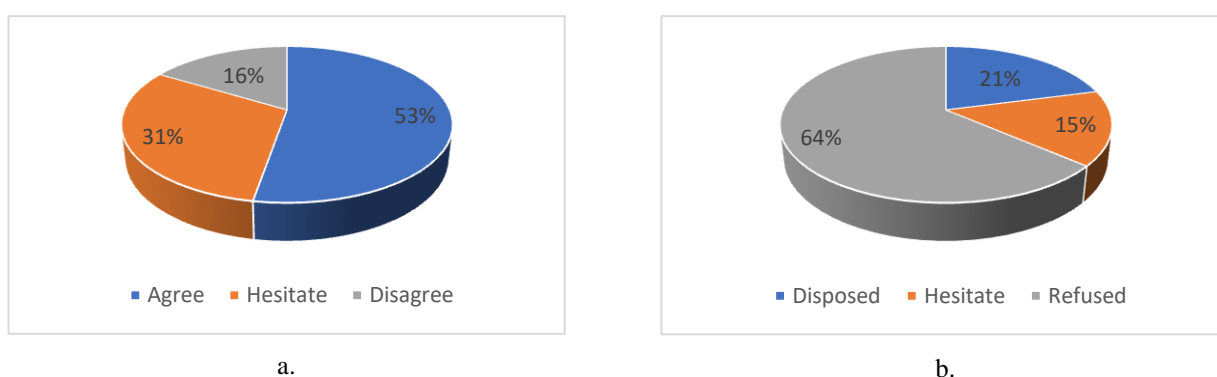 16%
53%
31%
Agree Hesitate Disagree
a.
21%
15%
64%
Disposed Hesitate Refused
b.